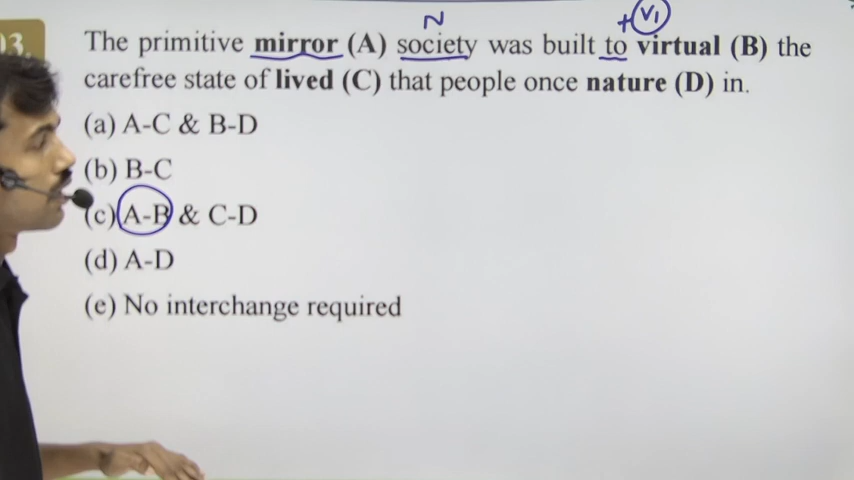 N + V1
03.
The primitive mirror (A) society was built to virtual (B) the
carefree state of lived (C) that people once nature (D) in.
(a) A-C & B-D
(b) B-C
(c) A-B & C-D
(d) A-D
(e) No interchange required